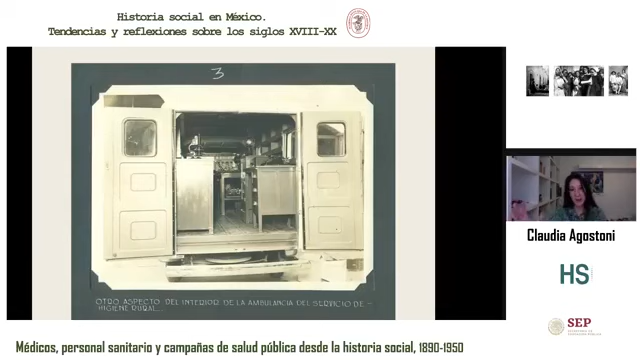 Historia social en México.
Tendencias y reflexiones sobre los siglos XVIII-XX
3
OTRO ASPECTO DEL INTERIOR DE LA AMBULANCIA DEL SERVICIO DE -
HIGIENE RURAL...
Claudia Agostoni
HS
SEP
Médicos, personal sanitario y campañas de salud pública desde la historia social, 1890-1950